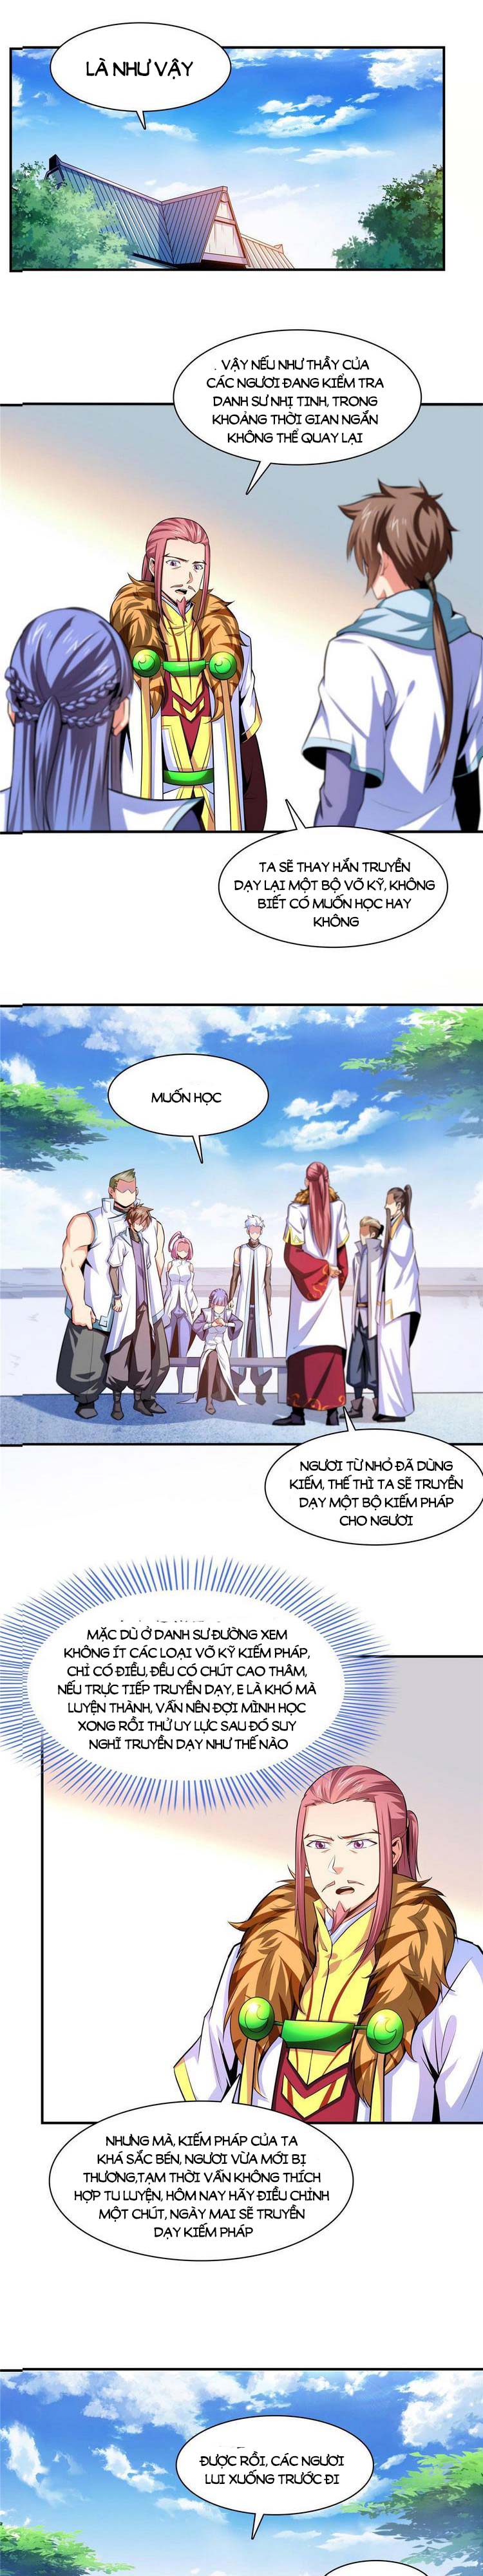 LÀ NHƯ VẬY
. VẬY NẾU NHƯ THẦY CỦA
CÁC NGƯƠI ĐANG KIỂM TRA
DANH SƯ NHỊ TINH, TRONG
KHOẢNG THỜI GIAN NGẮN
KHÔNG THỂ QUAY LẠI
TA SẼ THAY HẮN TRUYỀN
DẠY LẠI MỘT BỘ VÕ KỸ, KHÔNG
BIẾT CÓ MUỐN HỌC HAY
KHÔNG
MUỐN HỌC
NGƯƠI TỪ NHỎ ĐÃ DÙNG
KIẾM, THẾ THÌ TA SẼ TRUYỀN
DẠY MỘT BỘ KIẾM PHÁP
CHO NGƯƠI
MẶC DÙ Ở DANH SƯ ĐƯỜNG XEM
KHÔNG ÍT CÁC LOẠI VÕ KỸ KIẾM PHÁP,
CHỈ CÓ ĐIỀU, ĐỀU CÓ CHÚT CAO THÂM,
NẾU TRỰC TIẾP TRUYỀN DẠY, E LÀ KHÓ MÀ
LUYỆN THÀNH, VẪN NÊN ĐỢI MÌNH HỌC
XONG RỒI THỬ UY LỰC SAU ĐÓ SUY
NGHĨ TRUYỀN DẠY NHƯ THẾ NÀO
NHƯNG MÀ, KIẾM PHÁP CỦA TA
KHÁ SẮC BÉN, NGƯƠI VỪA MỚI BỊ
THƯƠNG,TẠM THỜI VẪN KHÔNG THÍCH
HỢP TU LUYỆN, HÔM NAY HÃY ĐIỀU CHỈNH
MỘT CHÚT, NGÀY MAI SẼ TRUYỀN
DẠY KIẾM PHÁP
ĐƯỢC RỒI, CÁC NGƯƠI
LUI XUỐNG TRƯỚC ĐI